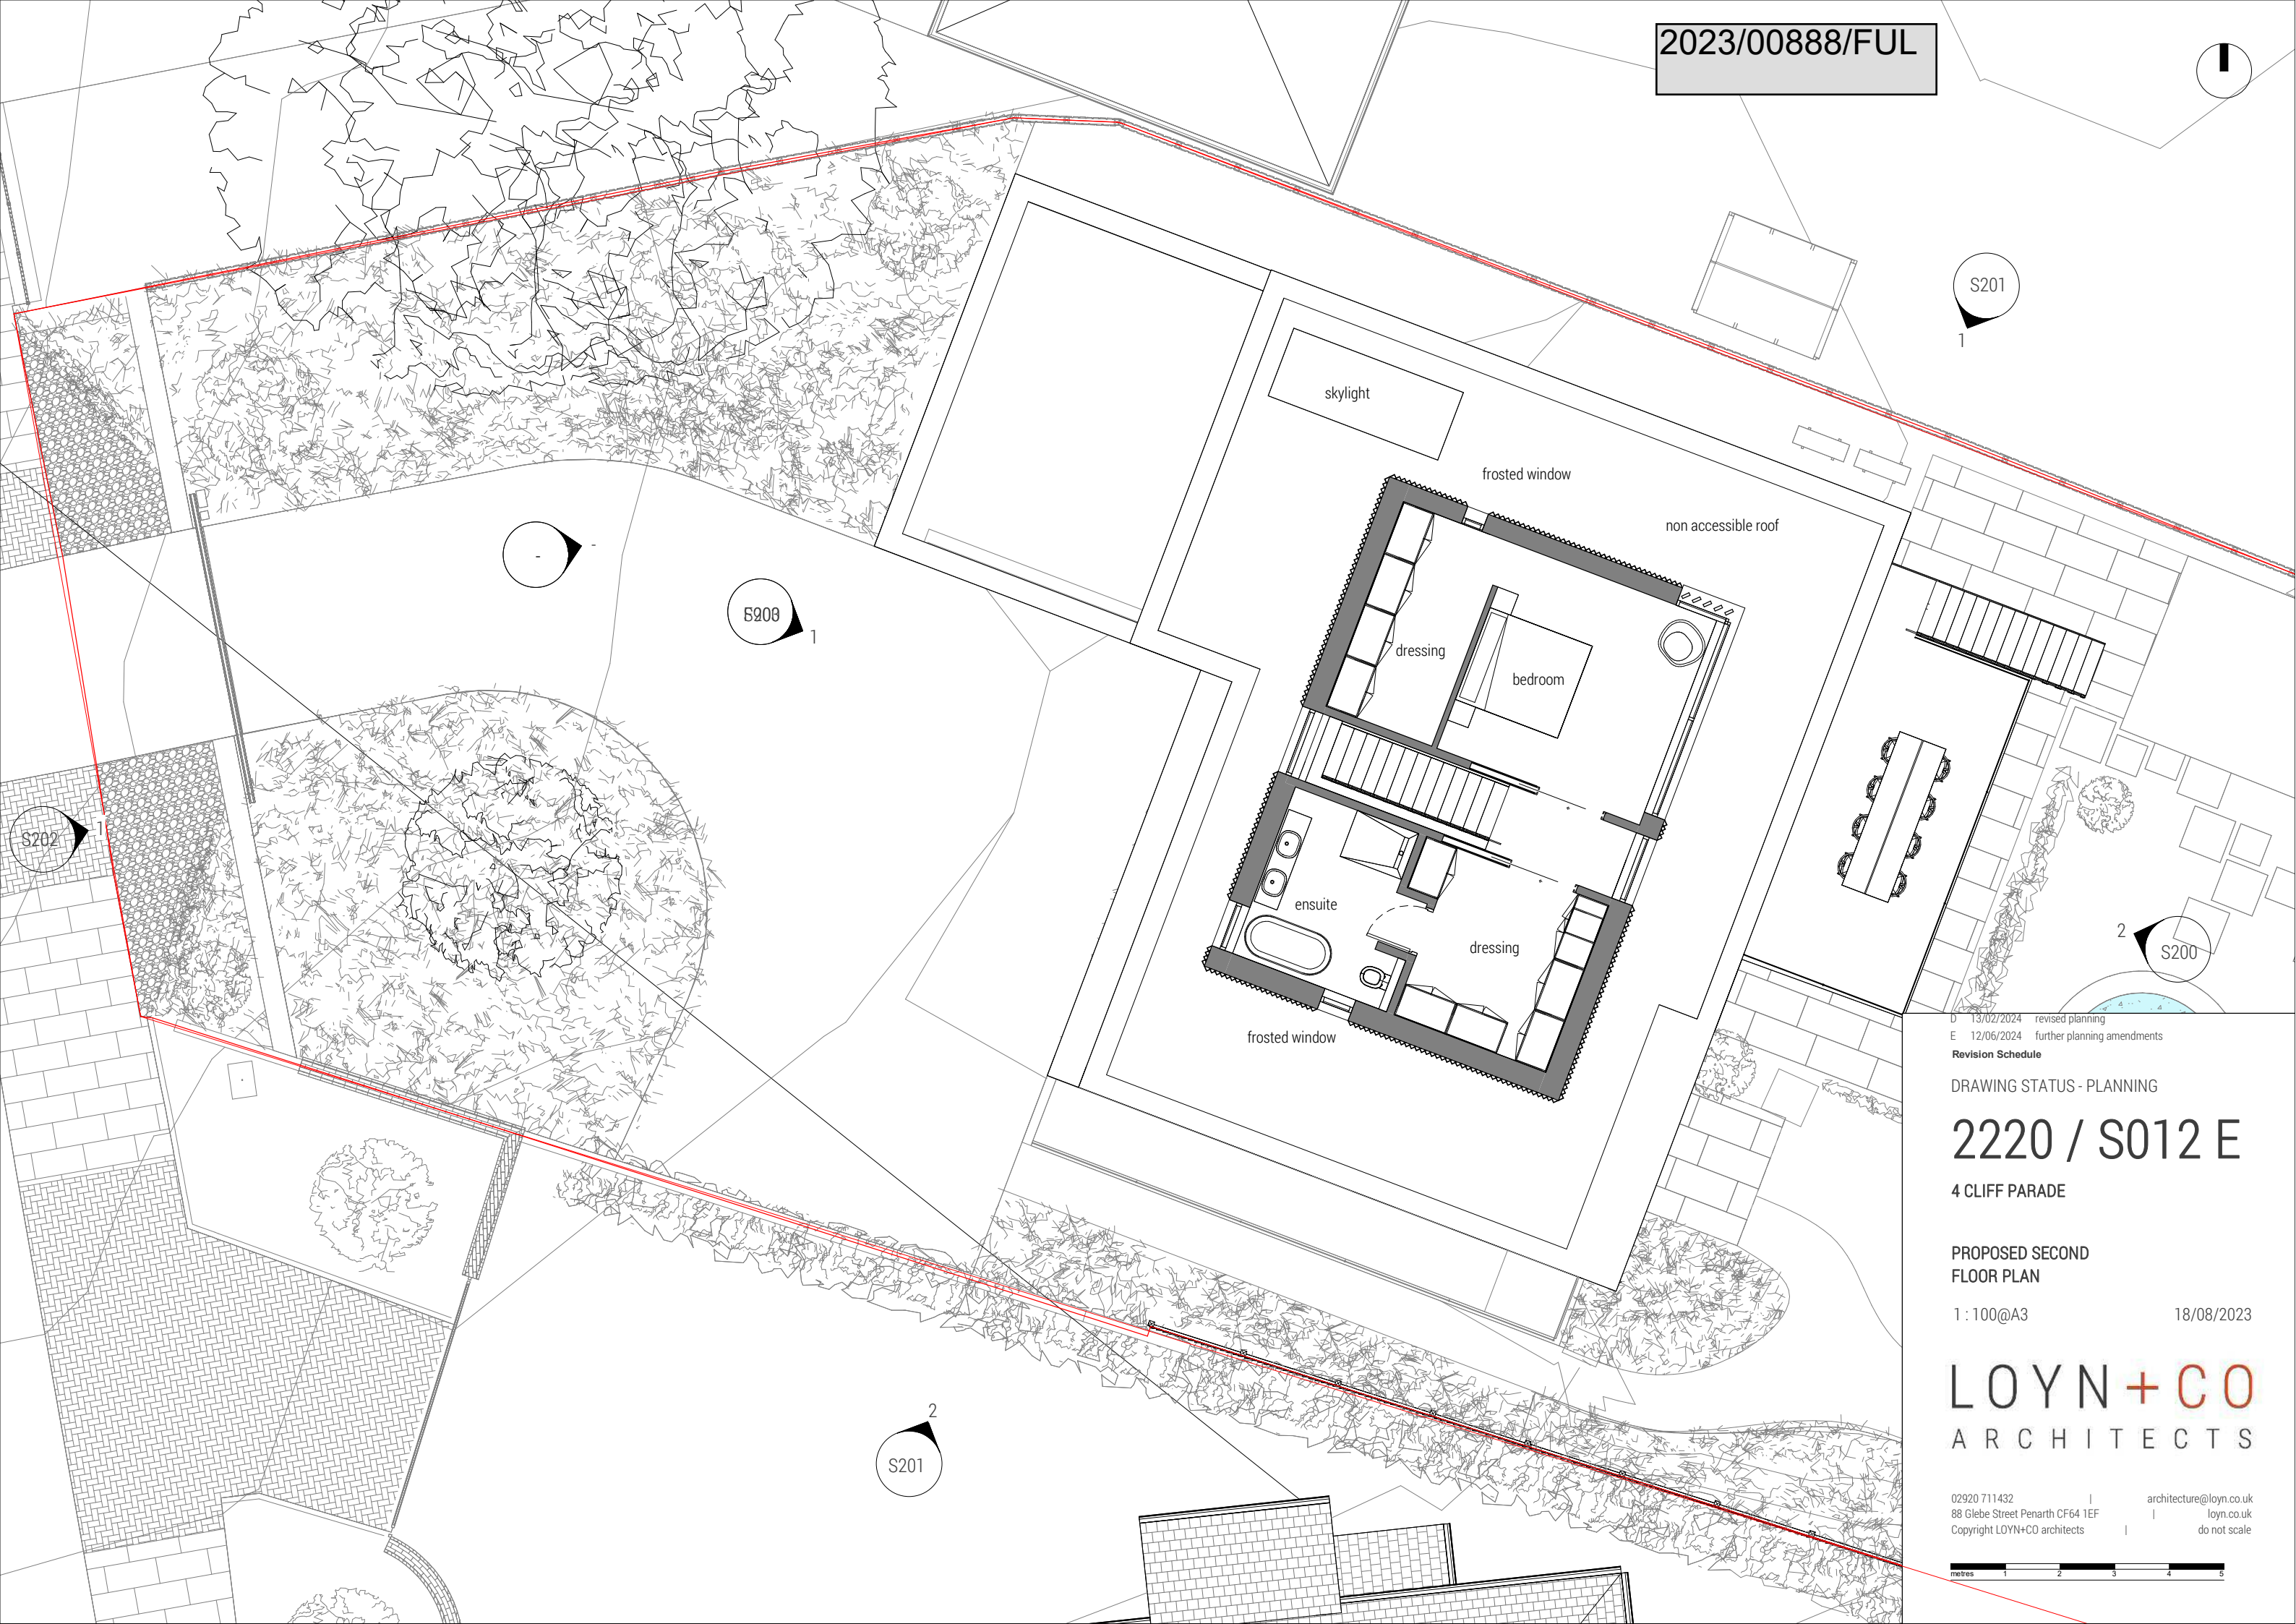 2023/00888/FUL
S201
1
skylight
frosted window
non accessible roof
-
-
1
dressing
bedroom
S202
1
ensuite
dressing
frosted window
2
S200
2
S201
D 13/02/2024 revised planning
E 12/06/2024 further planning amendments
Revision Schedule
DRAWING STATUS - PLANNING
2220 / S012 E
4 CLIFF PARADE
PROPOSED SECOND
FLOOR PLAN
1 : 100@A3 18/08/2023
LOYN+CO
ARCHITECTS
02920 711432 | architecture@loyn.co.uk
88 Glebe Street Penarth CF64 1EF | loyn.co.uk
Copyright LOYN+CO architects | do not scale
metres 1 2 3 4 5